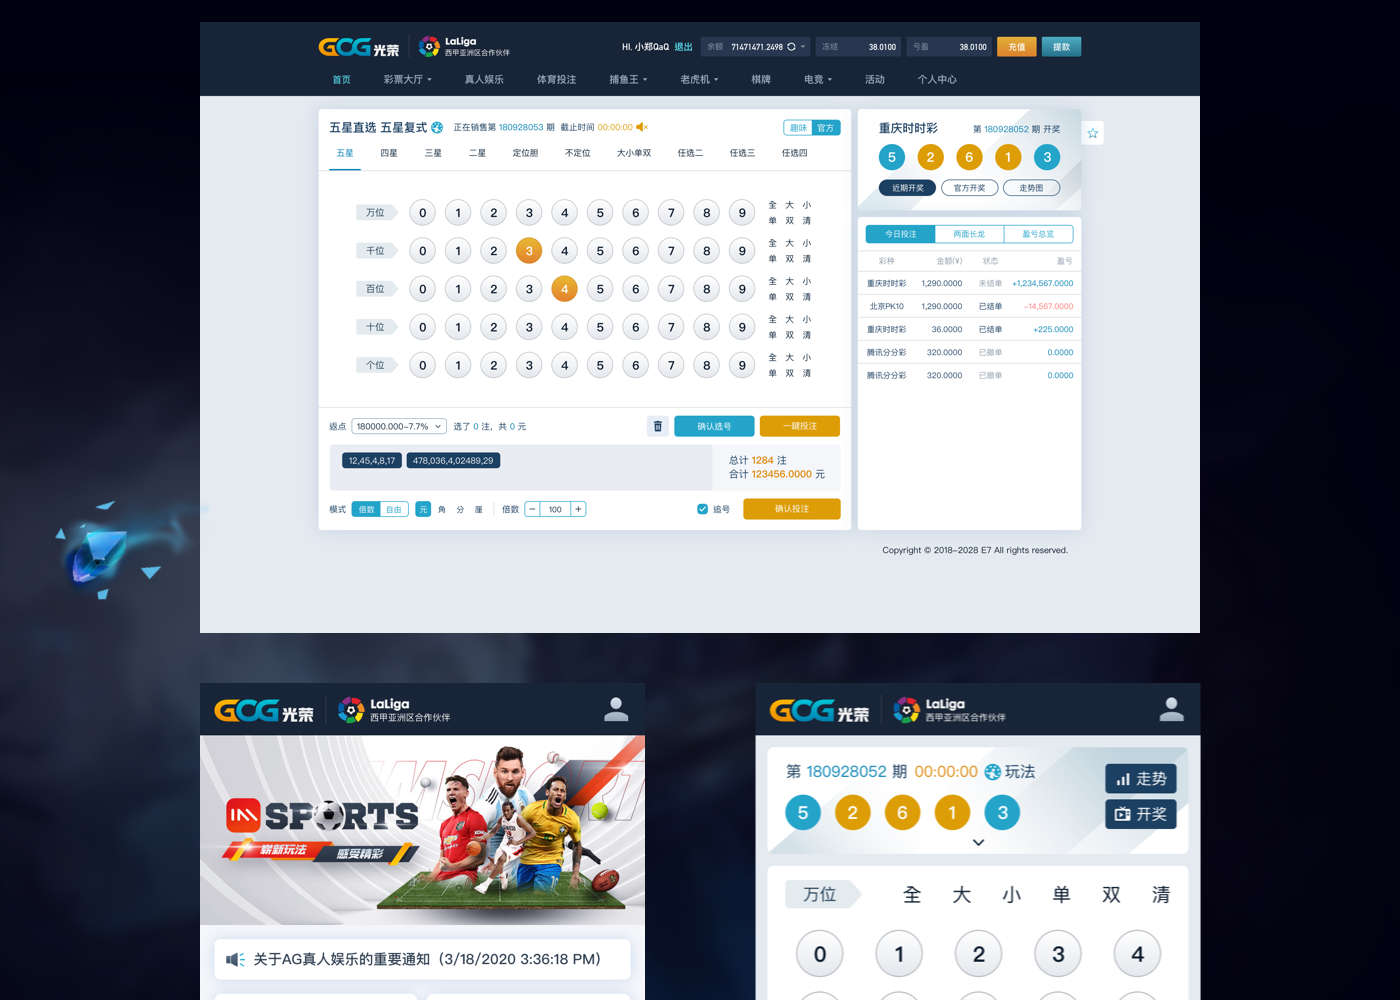 GCG光荣 LaLiga 西甲亚洲区合作伙伴 HI. 小郑QaQ 退出 余额 71471471.2498 冻结 38.0100 亏盈 38.0100 充值 提款
首页 彩票大厅 真人娱乐 体育投注 捕鱼王 老虎机 棋牌 电竞 活动 个人中心
五星直选 五星复式 正在销售第 180928053 期 截止时间 00:00:00 趣味 官方
五星 四星 三星 二星 定位胆 不定位 大小单双 任选二 任选三 任选四
万位 0 1 2 3 4 5 6 7 8 9 全 大 小
单 双 清
千位 0 1 2 3 4 5 6 7 8 9 全 大 小
单 双 清
百位 0 1 2 3 4 5 6 7 8 9 全 大 小
单 双 清
十位 0 1 2 3 4 5 6 7 8 9 全 大 小
单 双 清
个位 0 1 2 3 4 5 6 7 8 9 全 大 小
单 双 清
返点 180000.000-7.7% 选了 0 注, 共 0 元 确认选号 一键投注
12,45,4,8,17 478,036,4,02489,29
总计 1284 注
合计 123456.0000 元
模式 倍数 自由 元 角 分 厘 倍数 − 100 + 追号 确认投注
重庆时时彩 第 180928052 期 开奖
5 2 6 1 3
近期开奖 官方开奖 走势图
今日投注 两面长龙 盈亏总览
彩种 金额(¥) 状态 盈亏
重庆时时彩 1,290.0000 未结单 +1,234,567.0000
北京PK10 1,290.0000 已结单 -14,567.0000
重庆时时彩 36.0000 已结单 +225.0000
腾讯分分彩 320.0000 已撤单 0.0000
腾讯分分彩 320.0000 已撤单 0.0000
Copyright © 2018-2028 E7 All rights reserved.
GCG光荣 LaLiga 西甲亚洲区合作伙伴
IM SPORTS
崭新玩法 感受精彩
关于AG真人娱乐的重要通知（3/18/2020 3:36:18 PM）
GCG光荣 LaLiga 西甲亚洲区合作伙伴
第 180928052 期 00:00:00 玩法 走势
5 2 6 1 3 开奖
万位 全 大 小 单 双 清
0 1 2 3 4